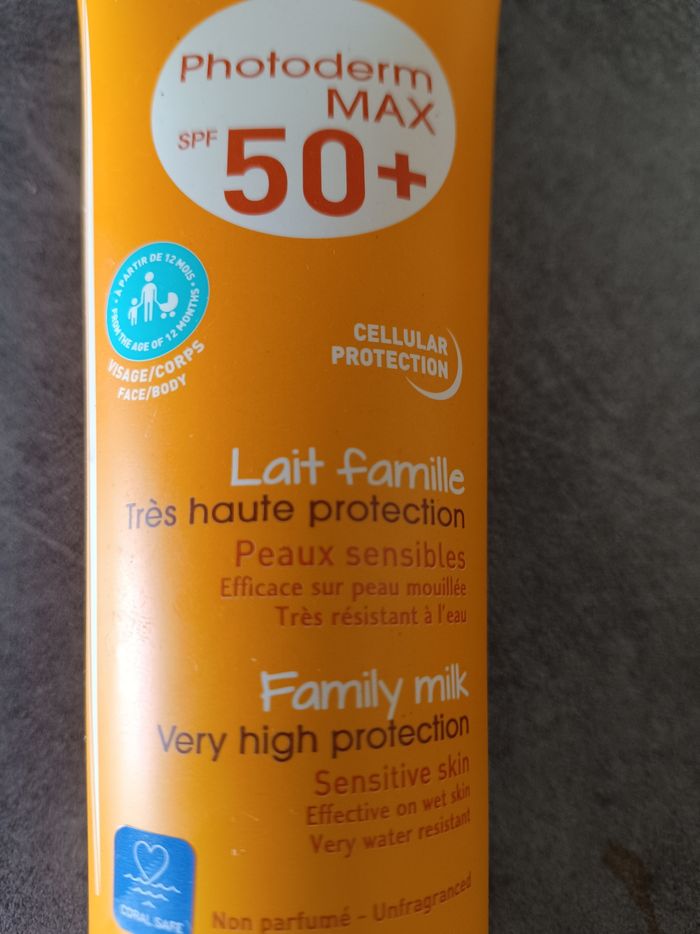 Photoderm
MAX
SPF 50+
• À PARTIR DE 12 MOIS •
FROM THE AGE OF 12 MONTHS
VISAGE/CORPS
FACE/BODY
CELLULAR
PROTECTION
Lait famille
Très haute protection
Peaux sensibles
Efficace sur peau mouillée
Très résistant à l'eau
Family milk
Very high protection
Sensitive skin
Effective on wet skin
Very water resistant
CORAL SAFE
Non parfumé - Unfragranced